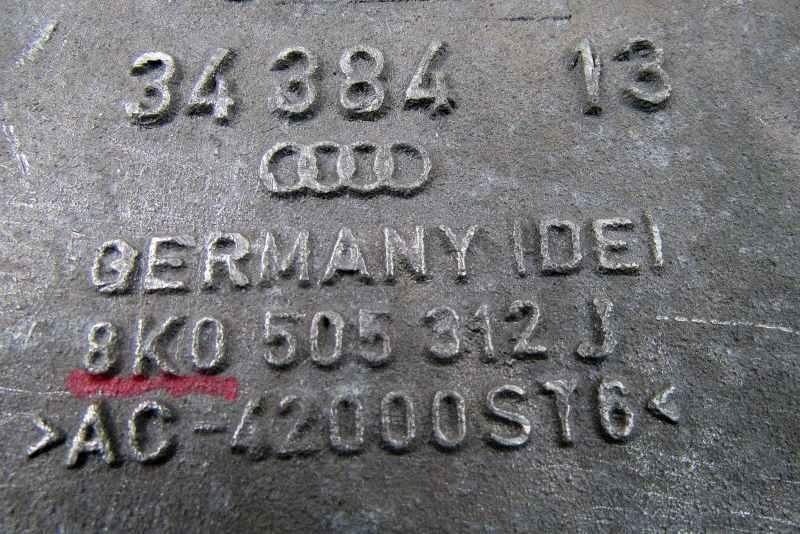 34 384 13
GERMANY IDEI
8K0 505 312 J
>AC-42000ST6<